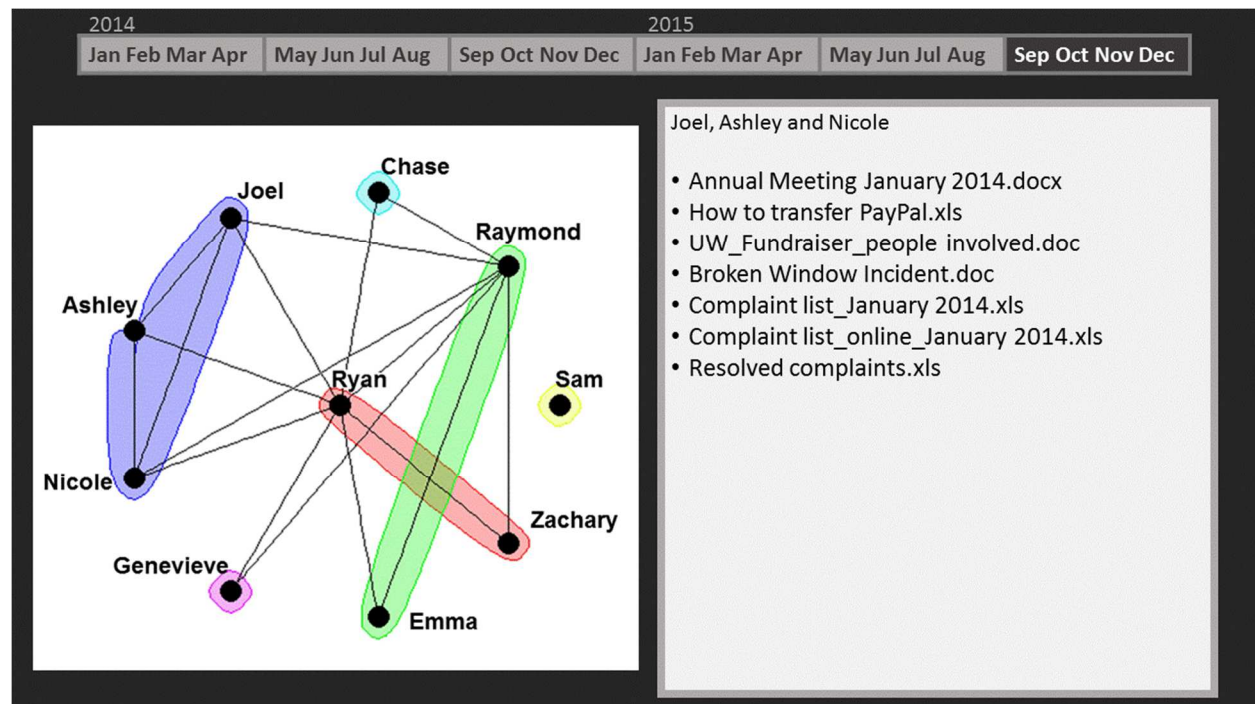 2014 2015
Jan Feb Mar Apr May Jun Jul Aug Sep Oct Nov Dec Jan Feb Mar Apr May Jun Jul Aug Sep Oct Nov Dec
Chase
Joel
Raymond
Ashley
Ryan
Sam
Nicole
Zachary
Genevieve
Emma
Joel, Ashley and Nicole
• Annual Meeting January 2014.docx
• How to transfer PayPal.xls
• UW_Fundraiser_people involved.doc
• Broken Window Incident.doc
• Complaint list_January 2014.xls
• Complaint list_online_January 2014.xls
• Resolved complaints.xls